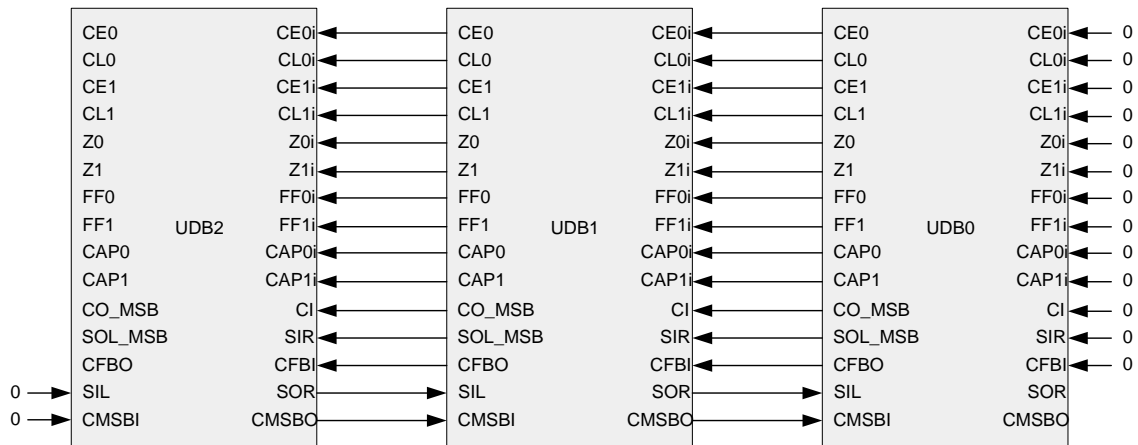 CE0 CE0i CE0 CE0i CE0 CE0i 0
CL0 CL0i CL0 CL0i CL0 CL0i 0
CE1 CE1i CE1 CE1i CE1 CE1i 0
CL1 CL1i CL1 CL1i CL1 CL1i 0
Z0 Z0i Z0 Z0i Z0 Z0i 0
Z1 Z1i Z1 Z1i Z1 Z1i 0
FF0 FF0i FF0 FF0i FF0 FF0i 0
FF1 UDB2 FF1i FF1 UDB1 FF1i FF1 UDB0 FF1i 0
CAP0 CAP0i CAP0 CAP0i CAP0 CAP0i 0
CAP1 CAP1i CAP1 CAP1i CAP1 CAP1i 0
CO_MSB CI CO_MSB CI CO_MSB CI 0
SOL_MSB SIR SOL_MSB SIR SOL_MSB SIR 0
CFBO CFBI CFBO CFBI CFBO CFBI 0
0 SIL SOR SIL SOR SIL SOR
0 CMSBI CMSBO CMSBI CMSBO CMSBI CMSBO